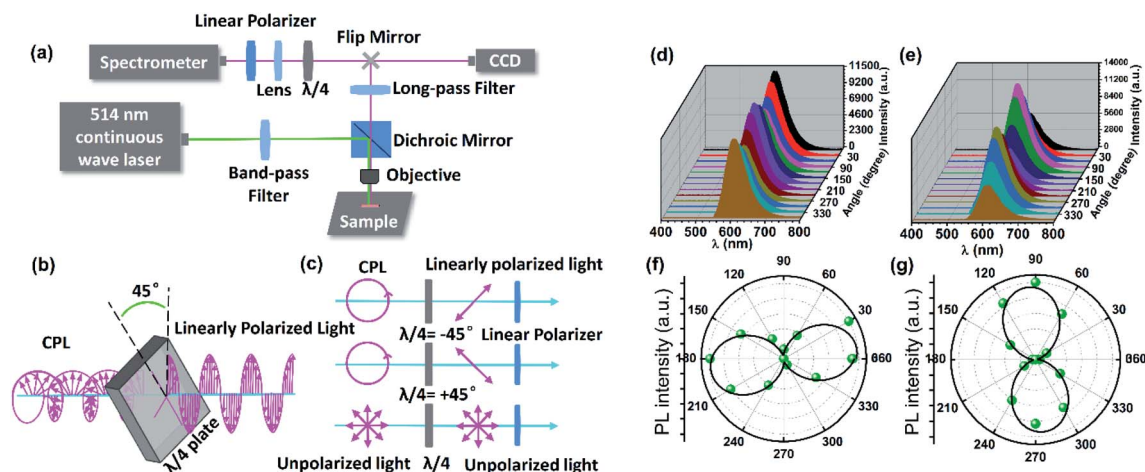 (a)
Linear Polarizer
Flip Mirror
Spectrometer
CCD
Lens
λ/4
Long-pass Filter
514 nm
continuous
wave laser
Dichroic Mirror
Band-pass
Filter
Objective
Sample
(b)
45°
CPL
Linearly Polarized Light
λ/4 plate
(c)
CPL
Linearly polarized light
λ/4= -45°
Linear Polarizer
λ/4= +45°
Unpolarized light
λ/4
Unpolarized light
(d)
11500
9200
6900
4600
2300
0
Intensity (a.u.)
30
90
150
210
270
330
Angle (degree)
400 500 600 700 800
λ (nm)
(e)
14000
11200
8400
5600
2800
0
Intensity (a.u.)
30
90
150
210
270
330
Angle (degree)
400 500 600 700 800
λ (nm)
(f)
PL intensity (a.u.)
90
120
60
150
30
180
0
360
210
330
240
300
270
(g)
PL intensity (a.u.)
90
120
60
150
30
180
0
360
210
330
240
300
270